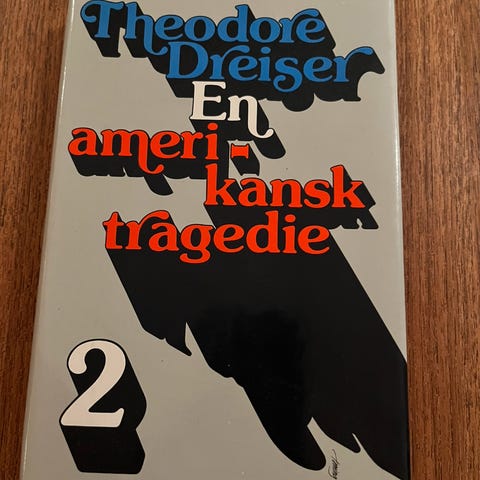 Theodore
Dreiser
En
ameri-
kansk
tragedie
2